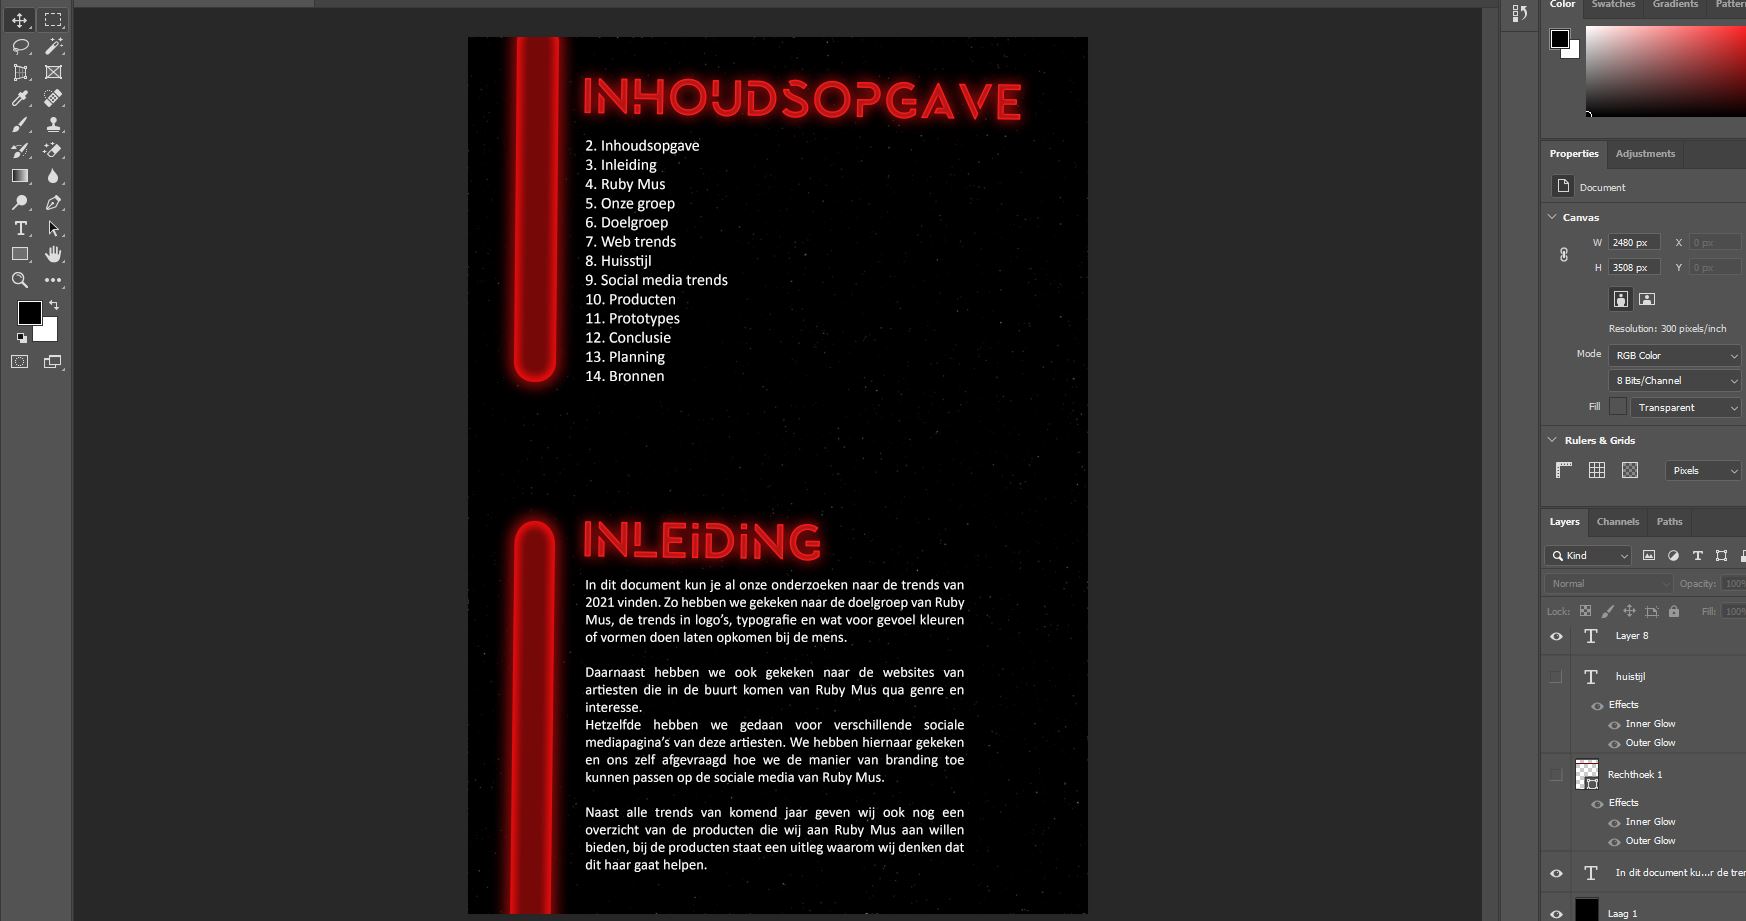 INHOUDSOPGAVE
2. Inhoudsopgave
3. Inleiding
4. Ruby Mus
5. Onze groep
6. Doelgroep
7. Web trends
8. Huisstijl
9. Social media trends
10. Producten
11. Prototypes
12. Conclusie
13. Planning
14. Bronnen
INLEiDiNG
In dit document kun je al onze onderzoeken naar de trends van
2021 vinden. Zo hebben we gekeken naar de doelgroep van Ruby
Mus, de trends in logo's, typografie en wat voor gevoel kleuren
of vormen doen laten opkomen bij de mens.
Daarnaast hebben we ook gekeken naar de websites van
artiesten die in de buurt komen van Ruby Mus qua genre en
interesse.
Hetzelfde hebben we gedaan voor verschillende sociale
mediapagina's van deze artiesten. We hebben hiernaar gekeken
en ons zelf afgevraagd hoe we de manier van branding toe
kunnen passen op de sociale media van Ruby Mus.
Naast alle trends van komend jaar geven wij ook nog een
overzicht van de producten die wij aan Ruby Mus aan willen
bieden, bij de producten staat een uitleg waarom wij denken dat
dit haar gaat helpen.
Color Swatches Gradients Patter
Properties Adjustments
Document
Canvas
W 2480 px X 0 px
H 3508 px Y 0 px
Resolution: 300 pixels/inch
Mode RGB Color
8 Bits/Channel
Fill Transparent
Rulers & Grids
Pixels
Layers Channels Paths
Kind
Normal Opacity: 100%
Lock: Fill: 100%
Layer 8
huistijl
Effects
Inner Glow
Outer Glow
Rechthoek 1
Effects
Inner Glow
Outer Glow
In dit document ku...r de tren
Laag 1